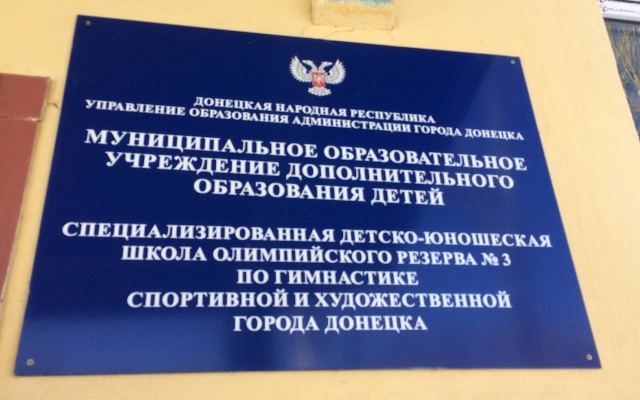 ДОНЕЦКАЯ НАРОДНАЯ РЕСПУБЛИКА
УПРАВЛЕНИЕ ОБРАЗОВАНИЯ АДМИНИСТРАЦИИ ГОРОДА ДОНЕЦКА
МУНИЦИПАЛЬНОЕ ОБРАЗОВАТЕЛЬНОЕ
УЧРЕЖДЕНИЕ ДОПОЛНИТЕЛЬНОГО
ОБРАЗОВАНИЯ ДЕТЕЙ
СПЕЦИАЛИЗИРОВАННАЯ ДЕТСКО-ЮНОШЕСКАЯ
ШКОЛА ОЛИМПИЙСКОГО РЕЗЕРВА № 3
ПО ГИМНАСТИКЕ
СПОРТИВНОЙ И ХУДОЖЕСТВЕННОЙ
ГОРОДА ДОНЕЦКА